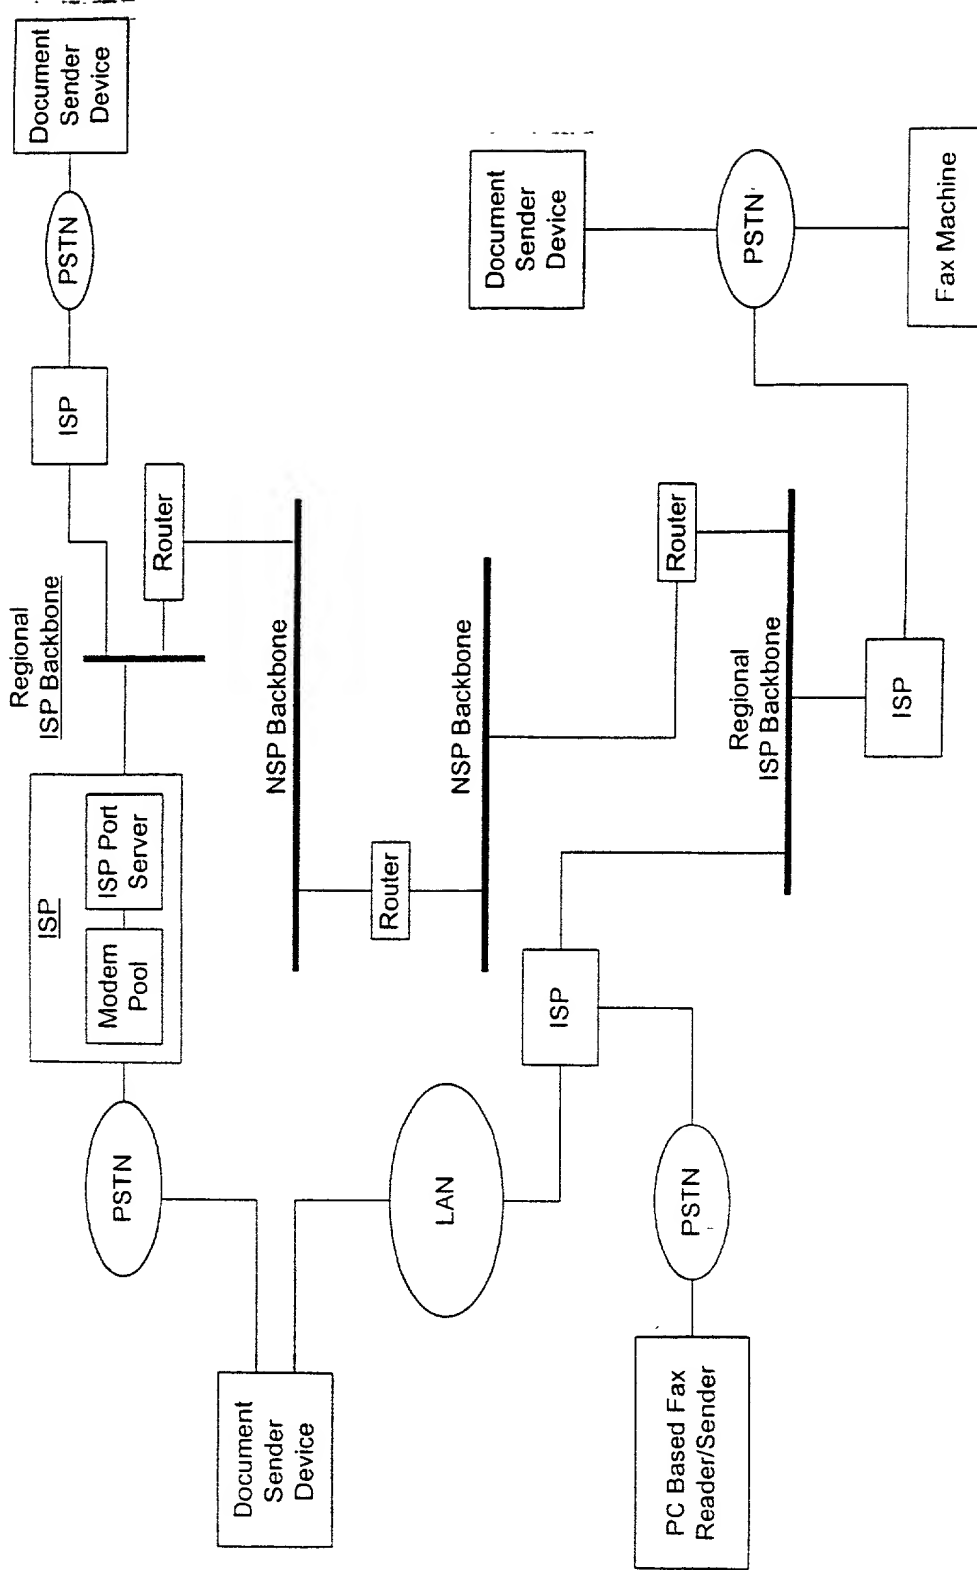 Document
Sender
Device
PSTN
ISP
Regional
ISP Backbone
Router
ISP
ISP Port
Server
Modem
Pool
PSTN
NSP Backbone
Router
NSP Backbone
Document
Sender
Device
LAN
ISP
Router
Regional
ISP Backbone
ISP
Document
Sender
Device
PSTN
Fax Machine
PSTN
PC Based Fax
Reader/Sender